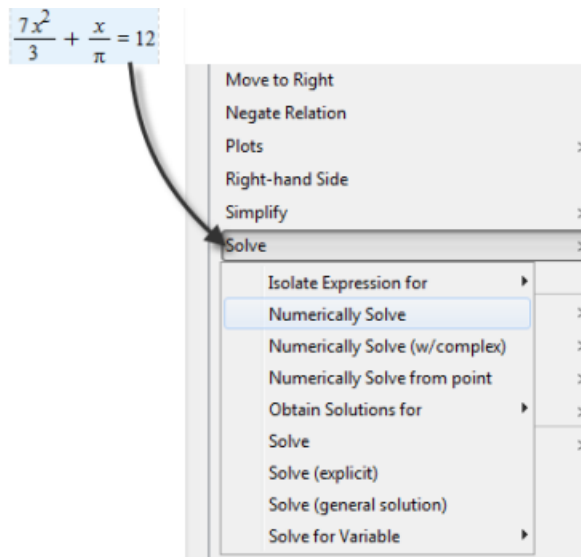 7x²/3 + x/π = 12
Move to Right
Negate Relation
Plots
Right-hand Side
Simplify
Solve
Isolate Expression for
Numerically Solve
Numerically Solve (w/complex)
Numerically Solve from point
Obtain Solutions for
Solve
Solve (explicit)
Solve (general solution)
Solve for Variable